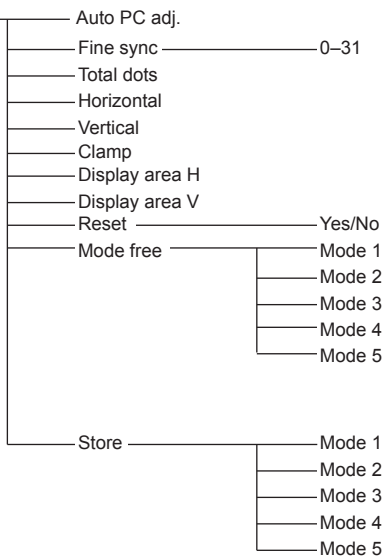 Auto PC adj.
Fine sync 0–31
Total dots
Horizontal
Vertical
Clamp
Display area H
Display area V
Reset Yes/No
Mode free Mode 1
Mode 2
Mode 3
Mode 4
Mode 5
Store Mode 1
Mode 2
Mode 3
Mode 4
Mode 5